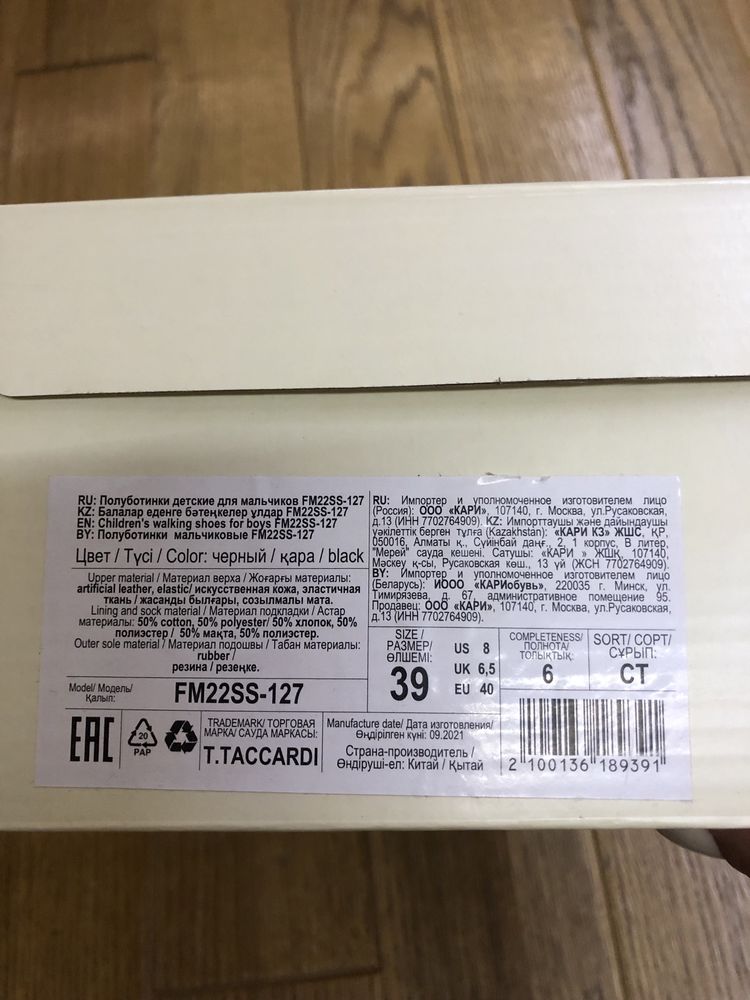 RU: Полуботинки детские для мальчиков FM22SS-127
KZ: Балалар еденге бәтеңкелер ұлдар FM22SS-127
EN: Children's walking shoes for boys FM22SS-127
BY: Полуботинки мальчиковые FM22SS-127
Цвет / Түсі / Color: черный / қара / black
Upper material / Материал верха / Жоғарғы материалы:
artificial leather, elastic/ искусственная кожа, эластичная
ткань / жасанды былғары, созылмалы мата.
Lining and sock material / Материал подкладки / Астар
материалы: 50% cotton, 50% polyester/ 50% хлопок, 50%
полиэстер / 50% мақта, 50% полиэстер.
Outer sole material / Материал подошвы / Табан материалы:
rubber /
резина / резеңке.
Model/ Модель/
Қалып:
FM22SS-127
RU: Импортер и уполномоченное изготовителем лицо
(Россия): ООО «КАРИ», 107140, г. Москва, ул.Русаковская,
д.13 (ИНН 7702764909). KZ: Импорттаушы және дайындаушы
уәкілеттік берген тұлға (Kazakhstan): «КАРИ КЗ» ЖШС, ҚР,
050016, Алматы қ., Сүйінбай даңғ, 2, 1 корпус, В литер,
"Мерей" сауда кешені. Сатушы: «КАРИ » ЖШҚ, 107140,
Мәскеу қ-сы, Русаковская көш., 13 үй (ЖСН 7702764909).
BY: Импортер и уполномоченное изготовителем лицо
(Беларусь): ИООО «КАРИобувь», 220035 г. Минск, ул.
Тимирязева, д. 67, административное помещение 95.
Продавец: ООО «КАРИ», 107140, г. Москва, ул.Русаковская,
д.13 (ИНН 7702764909).
SIZE /
РАЗМЕР/
ӨЛШЕМІ:
39
US 8
UK 6,5
EU 40
COMPLETENESS/
ПОЛНОТА/
ТОЛЫҚТЫҚ:
6
SORT/ СОРТ/
СҰРЫП:
СТ
EAC
20
PAP
TRADEMARK/ ТОРГОВАЯ
МАРКА/ САУДА МАРКАСЫ:
T.TACCARDI
Manufacture date/ Дата изготовления/
Өндірілген күні: 09.2021
Страна-производитель /
Өндіруші-ел: Китай / Қытай
2 100136 189391